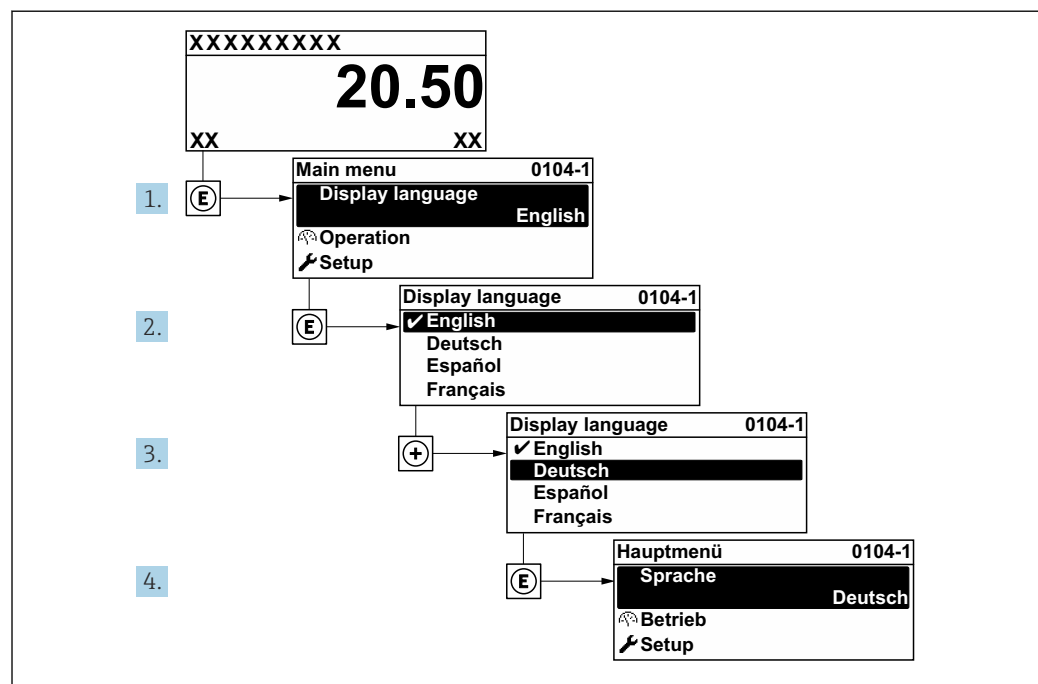 XXXXXXXXX
20.50
XX XX
1. E
Main menu 0104-1
Display language
English
Operation
Setup
2. E
Display language 0104-1
✔ English
Deutsch
Español
Français
3. +
Display language 0104-1
✔ English
Deutsch
Español
Français
4. E
Hauptmenü 0104-1
Sprache
Deutsch
Betrieb
Setup